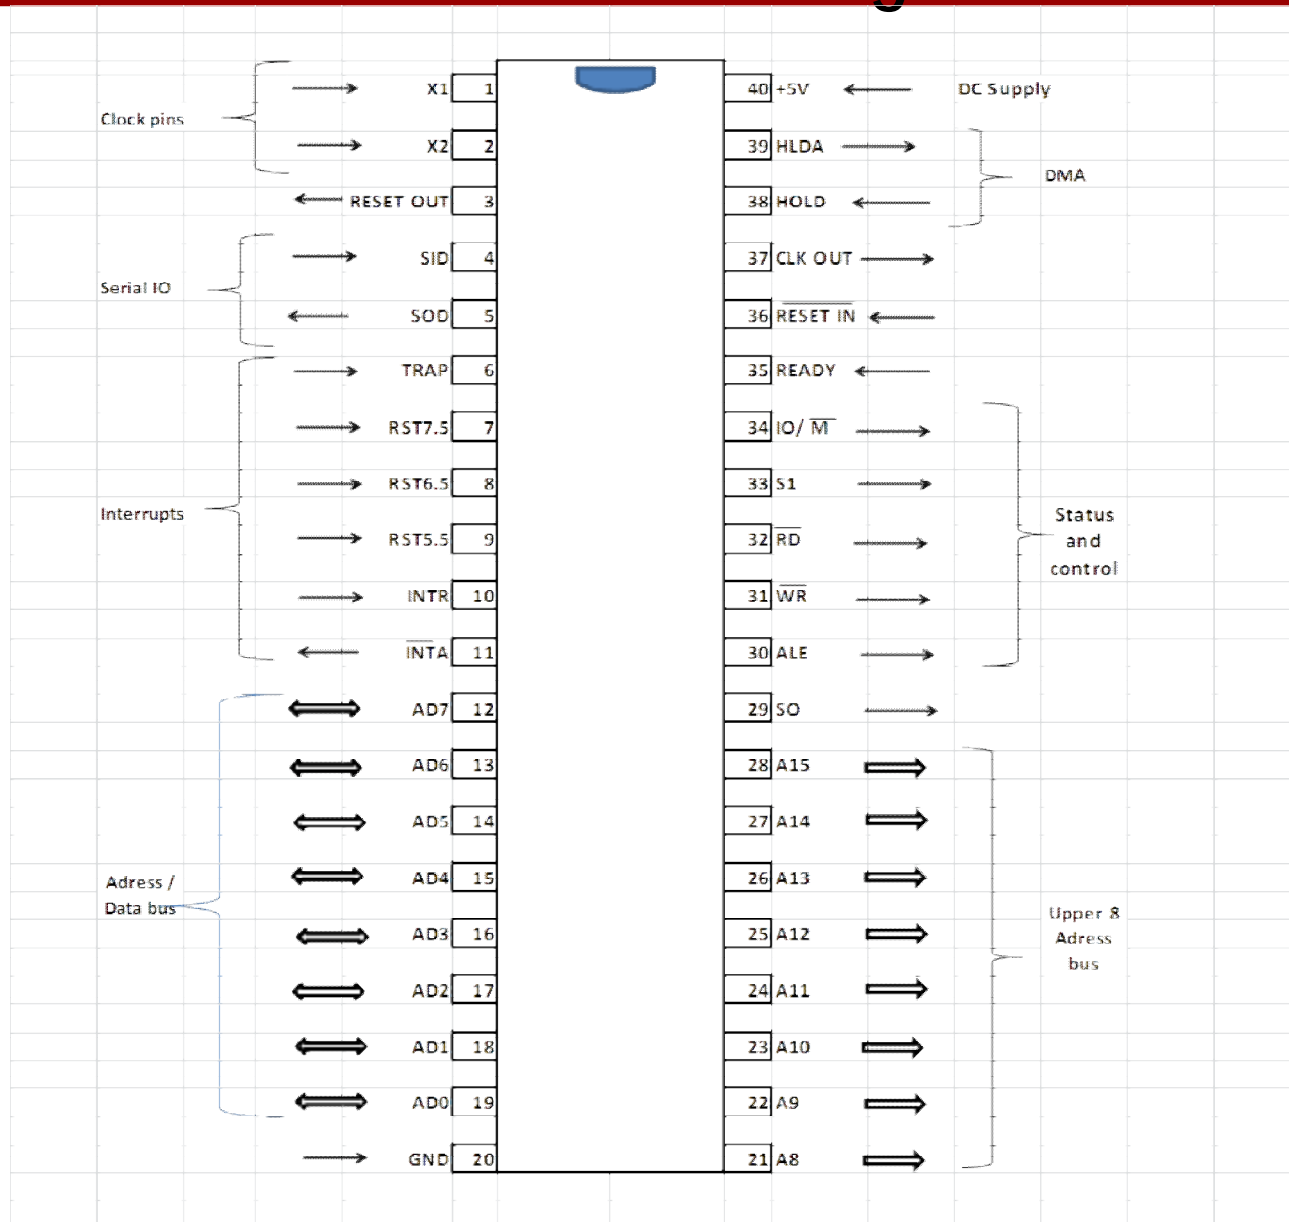 X1 1 40 +5V DC Supply
Clock pins
X2 2 39 HLDA
DMA
RESET OUT 3 38 HOLD
SID 4 37 CLK OUT
Serial IO
SOD 5 36 RESET IN
TRAP 6 35 READY
RST7.5 7 34 IO/ M
RST6.5 8 33 S1
Interrupts
Status
and
control
RST5.5 9 32 RD
INTR 10 31 WR
INTA 11 30 ALE
AD7 12 29 SO
AD6 13 28 A15
AD5 14 27 A14
AD4 15 26 A13
Adress /
Data bus
Upper 8
Adress
bus
AD3 16 25 A12
AD2 17 24 A11
AD1 18 23 A10
AD0 19 22 A9
GND 20 21 A8